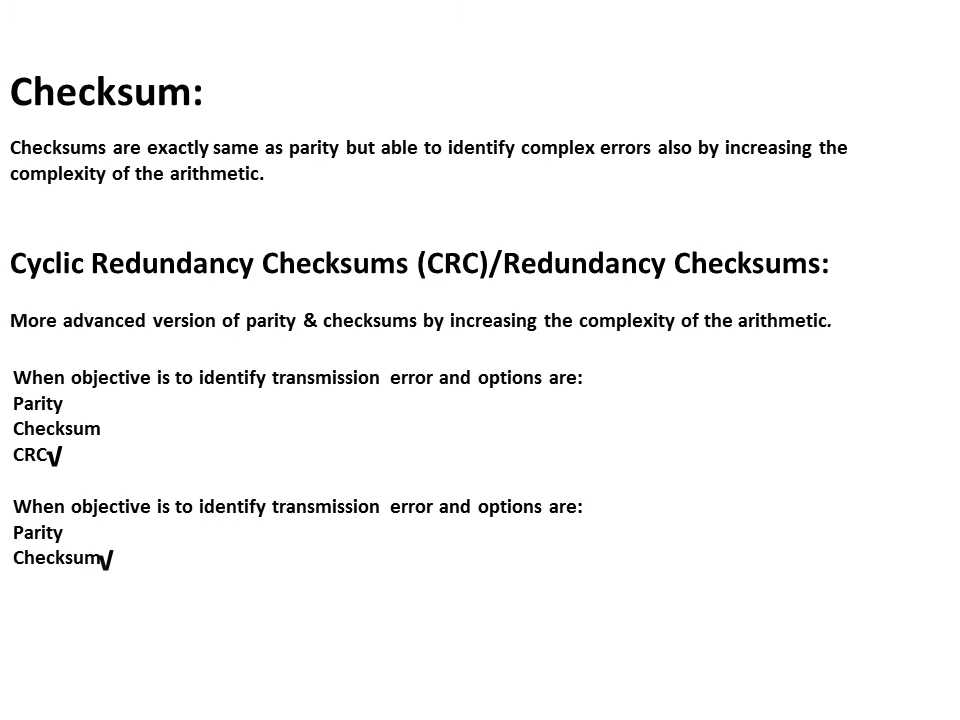 Checksum:
Checksums are exactly same as parity but able to identify complex errors also by increasing the
complexity of the arithmetic.
Cyclic Redundancy Checksums (CRC)/Redundancy Checksums:
More advanced version of parity & checksums by increasing the complexity of the arithmetic.
When objective is to identify transmission error and options are:
Parity
Checksum
CRC√
When objective is to identify transmission error and options are:
Parity
Checksum√